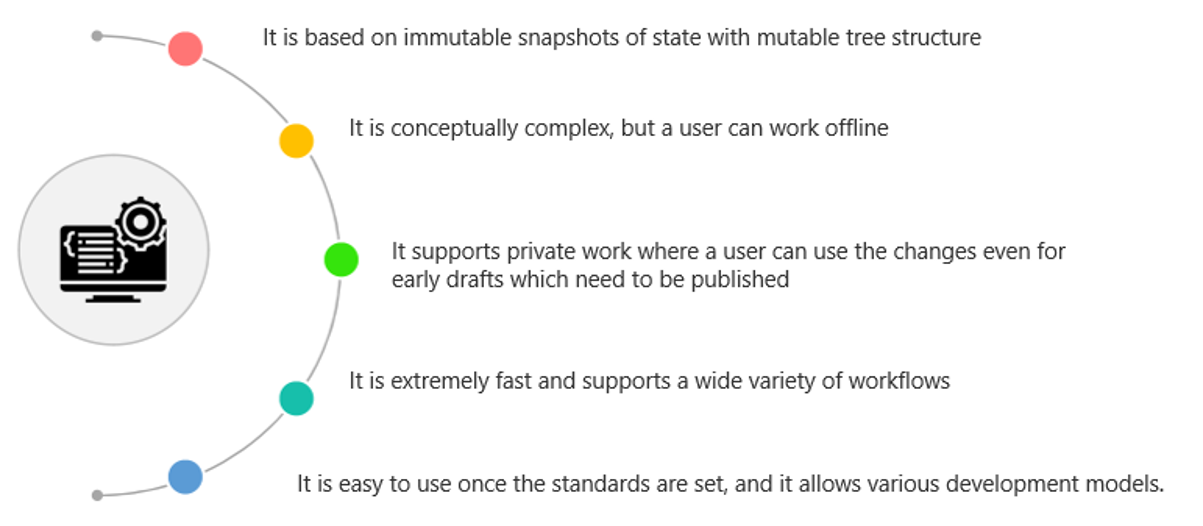 It is based on immutable snapshots of state with mutable tree structure
It is conceptually complex, but a user can work offline
It supports private work where a user can use the changes even for
early drafts which need to be published
It is extremely fast and supports a wide variety of workflows
It is easy to use once the standards are set, and it allows various development models.